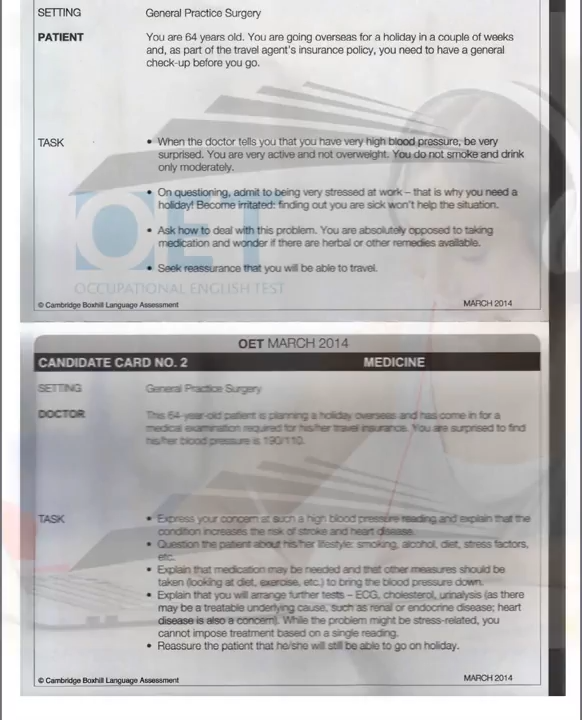 SETTING General Practice Surgery
PATIENT You are 64 years old. You are going overseas for a holiday in a couple of weeks
and, as part of the travel agent's insurance policy, you need to have a general
check-up before you go.
TASK • When the doctor tells you that you have very high blood pressure, be very
surprised. You are very active and not overweight. You do not smoke and drink
only moderately.
• On questioning, admit to being very stressed at work – that is why you need a
holiday! Become irritated: finding out you are sick won't help the situation.
• Ask how to deal with this problem. You are absolutely opposed to taking
medication and wonder if there are herbal or other remedies available.
• Seek reassurance that you will be able to travel.
OET
OCCUPATIONAL ENGLISH TEST
© Cambridge Boxhill Language Assessment MARCH 2014
OET MARCH 2014
CANDIDATE CARD NO. 2 MEDICINE
SETTING General Practice Surgery
DOCTOR This 64-year-old patient is planning a holiday overseas and has come in for a
medical examination required for his/her travel insurance. You are surprised to find
his/her blood pressure is 190/110.
TASK • Express your concern at such a high blood pressure reading and explain that the
condition increases the risk of stroke and heart disease.
• Question the patient about his/her lifestyle: smoking, alcohol, diet, stress factors,
etc.
• Explain that medication may be needed and that other measures should be
taken (looking at diet, exercise, etc.) to bring the blood pressure down.
• Explain that you will arrange further tests – ECG, cholesterol, urinalysis (as there
may be a treatable underlying cause, such as renal or endocrine disease; heart
disease is also a concern). While the problem might be stress-related, you
cannot impose treatment based on a single reading.
• Reassure the patient that he/she will still be able to go on holiday.
© Cambridge Boxhill Language Assessment MARCH 2014